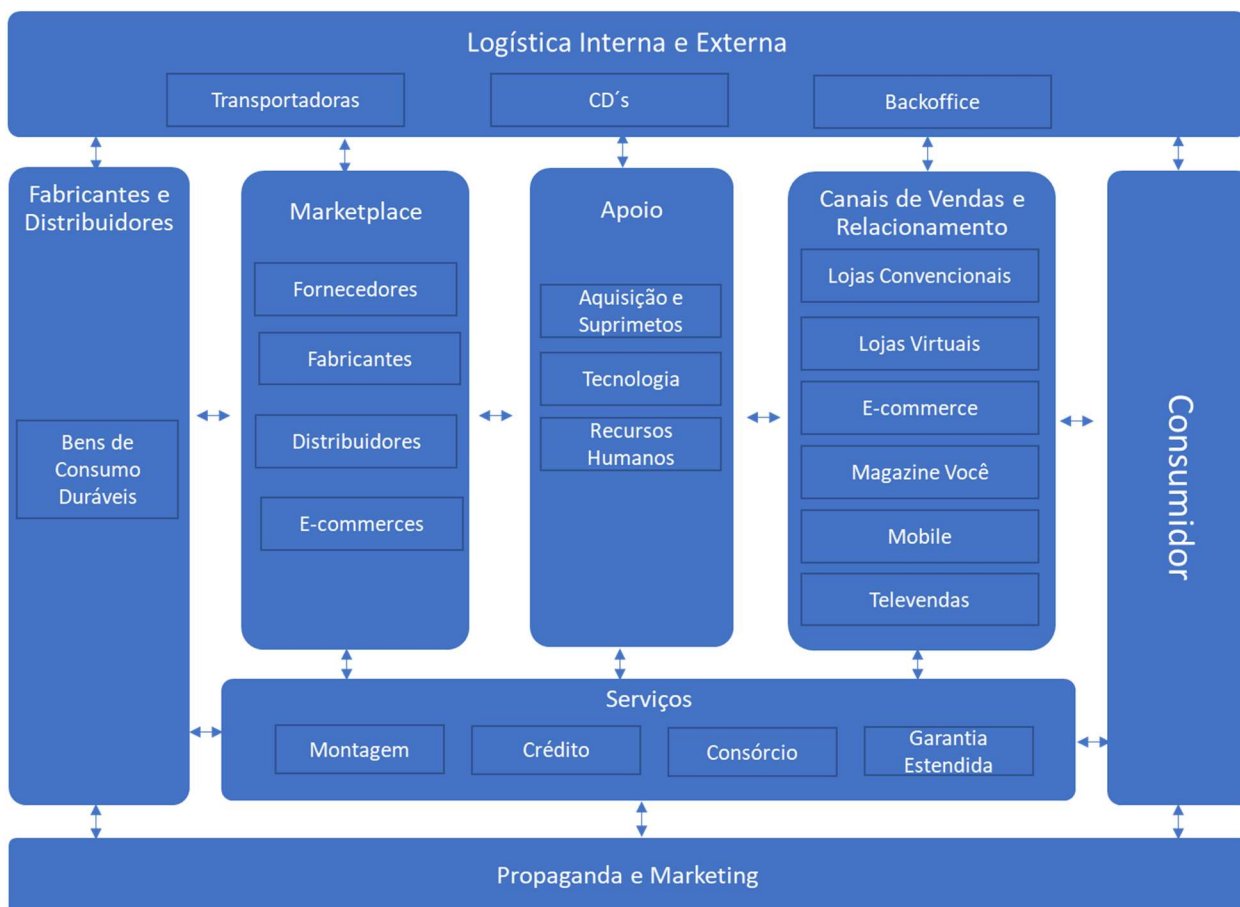 Logística Interna e Externa
Transportadoras
CD´s
Backoffice
Fabricantes e
Distribuidores
Bens de
Consumo
Duráveis
Marketplace
Fornecedores
Fabricantes
Distribuidores
E-commerces
Apoio
Aquisição e
Suprimetos
Tecnologia
Recursos
Humanos
Canais de Vendas e
Relacionamento
Lojas Convencionais
Lojas Virtuais
E-commerce
Magazine Você
Mobile
Televendas
Consumidor
Serviços
Montagem
Crédito
Consórcio
Garantia
Estendida
Propaganda e Marketing